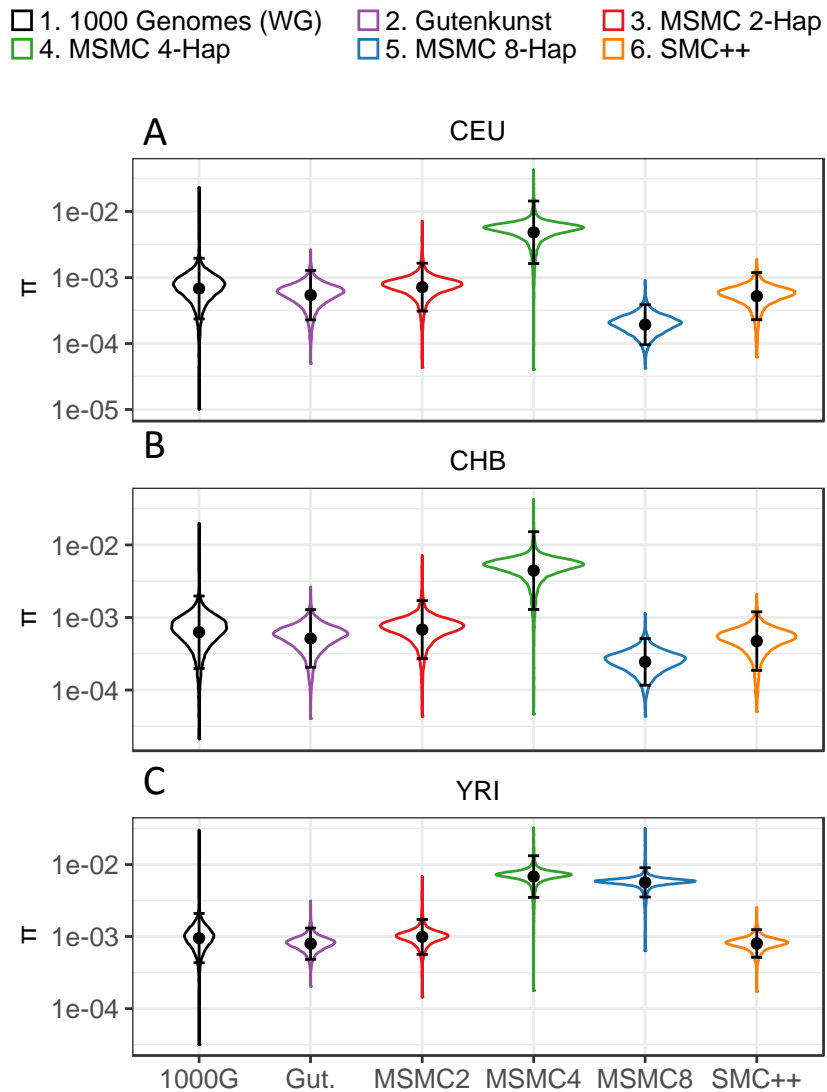 1. 1000 Genomes (WG) 2. Gutenkunst 3. MSMC 2-Hap
4. MSMC 4-Hap 5. MSMC 8-Hap 6. SMC++
A CEU
1e-02
1e-03
π
1e-04
1e-05
B CHB
1e-02
1e-03
π
1e-04
C YRI
1e-02
1e-03
π
1e-04
1000G Gut. MSMC2 MSMC4 MSMC8 SMC++